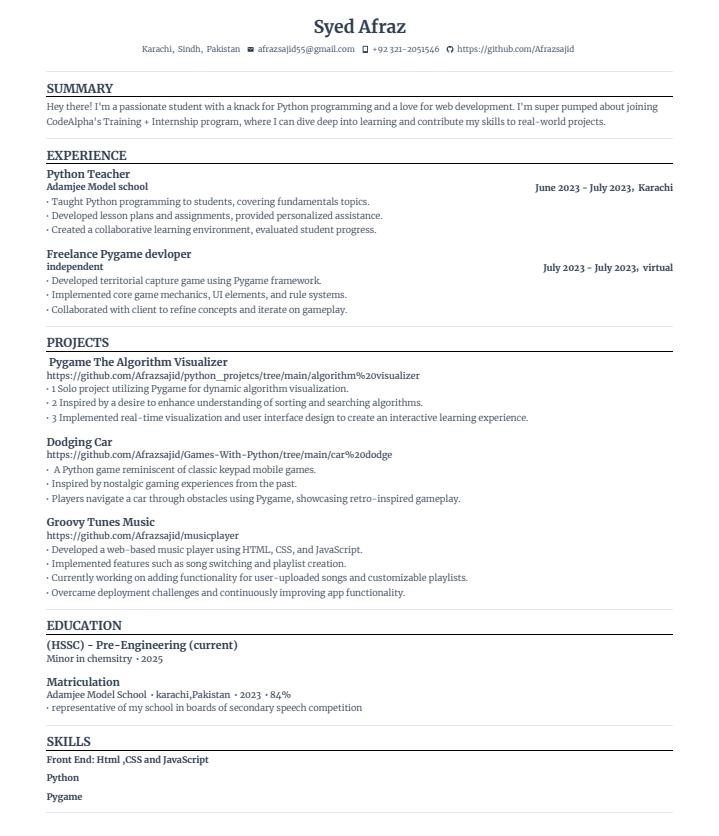 Syed Afraz
Karachi, Sindh, Pakistan afrazsajid55@gmail.com +92 321-2051546 https://github.com/Afrazsajid
SUMMARY
Hey there! I'm a passionate student with a knack for Python programming and a love for web development. I'm super pumped about joining
CodeAlpha's Training + Internship program, where I can dive deep into learning and contribute my skills to real-world projects.
EXPERIENCE
Python Teacher
Adamjee Model school June 2023 - July 2023, Karachi
• Taught Python programming to students, covering fundamentals topics.
• Developed lesson plans and assignments, provided personalized assistance.
• Created a collaborative learning environment, evaluated student progress.
Freelance Pygame devloper
independent July 2023 - July 2023, virtual
• Developed territorial capture game using Pygame framework.
• Implemented core game mechanics, UI elements, and rule systems.
• Collaborated with client to refine concepts and iterate on gameplay.
PROJECTS
Pygame The Algorithm Visualizer
https://github.com/Afrazsajid/python_projetcs/tree/main/algorithm%20visualizer
• 1 Solo project utilizing Pygame for dynamic algorithm visualization.
• 2 Inspired by a desire to enhance understanding of sorting and searching algorithms.
• 3 Implemented real-time visualization and user interface design to create an interactive learning experience.
Dodging Car
https://github.com/Afrazsajid/Games-With-Python/tree/main/car%20dodge
• A Python game reminiscent of classic keypad mobile games.
• Inspired by nostalgic gaming experiences from the past.
• Players navigate a car through obstacles using Pygame, showcasing retro-inspired gameplay.
Groovy Tunes Music
https://github.com/Afrazsajid/musicplayer
• Developed a web-based music player using HTML, CSS, and JavaScript.
• Implemented features such as song switching and playlist creation.
• Currently working on adding functionality for user-uploaded songs and customizable playlists.
• Overcame deployment challenges and continuously improving app functionality.
EDUCATION
(HSSC) - Pre-Engineering (current)
Minor in chemsitry • 2025
Matriculation
Adamjee Model School • karachi,Pakistan • 2023 • 84%
• representative of my school in boards of secondary speech competition
SKILLS
Front End: Html ,CSS and JavaScript
Python
Pygame